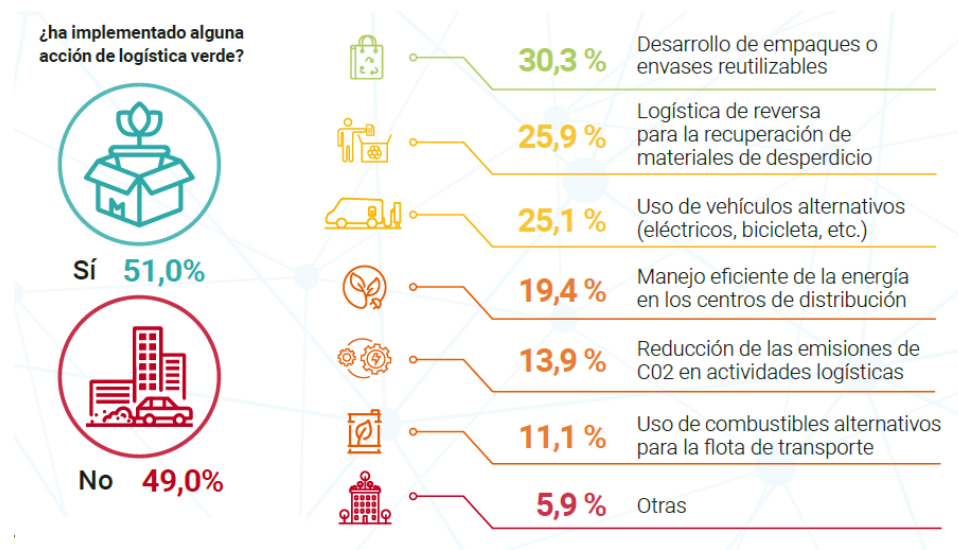 ¿ha implementado alguna
acción de logística verde?
Sí 51,0%
No 49,0%
30,3 %
Desarrollo de empaques o
envases reutilizables
25,9 %
Logística de reversa
para la recuperación de
materiales de desperdicio
25,1 %
Uso de vehículos alternativos
(eléctricos, bicicleta, etc.)
19,4 %
Manejo eficiente de la energía
en los centros de distribución
13,9 %
Reducción de las emisiones de
C02 en actividades logísticas
11,1 %
Uso de combustibles alternativos
para la flota de transporte
5,9 %
Otras